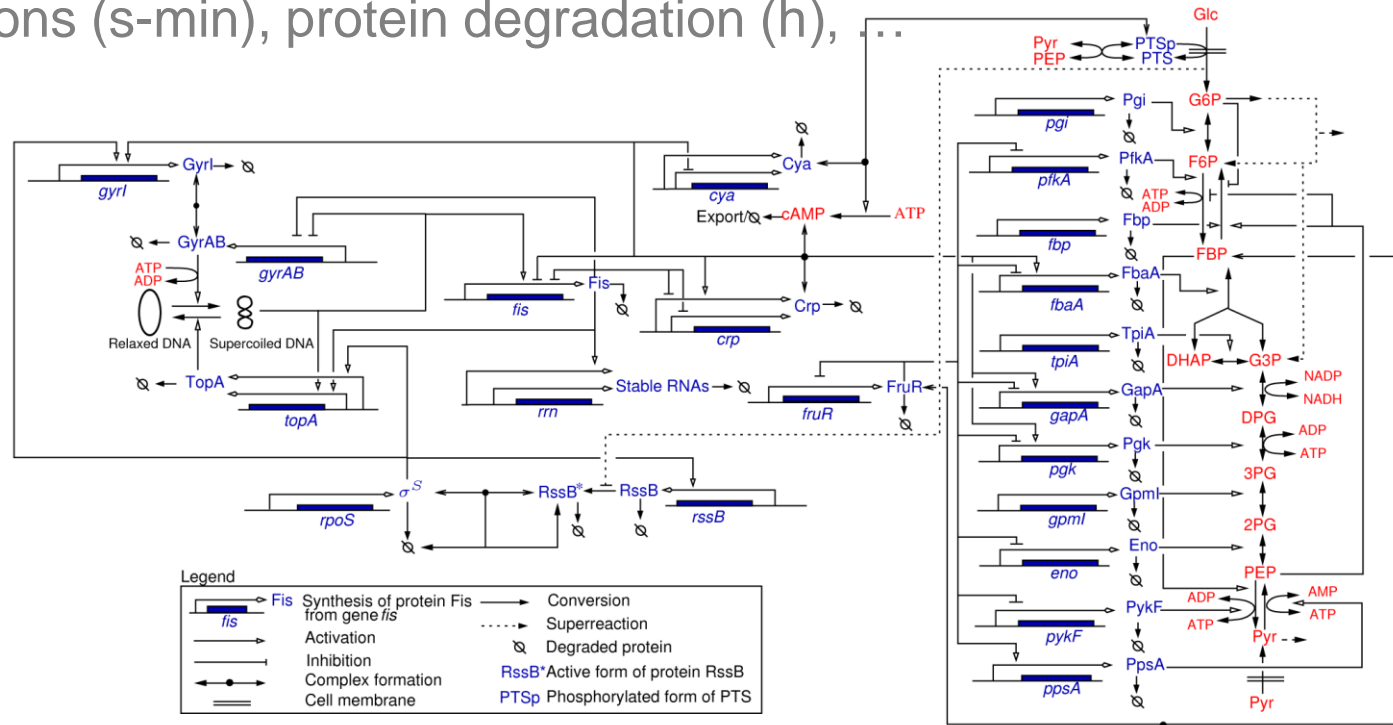 ons (s-min), protein degradation (h), …
Glc
Pyr
PTSp
PEP
PTS
Pgi
G6P
pgi
GyrI
gyrI
Cya
cya
PfkA
F6P
pfkA
ATP
ADP
Export/
cAMP
ATP
GyrAB
gyrAB
Fbp
fbp
FBP
ATP
ADP
Fis
fis
Crp
crp
FbaA
fbaA
Relaxed DNA
Supercoiled DNA
TpiA
tpiA
DHAP
G3P
TopA
topA
Stable RNAs
rrn
FruR
fruR
GapA
gapA
NADP
NADH
DPG
Pgk
pgk
ADP
ATP
3PG
σS
rpoS
RssB*
RssB
rssB
GpmI
gpmI
2PG
Eno
eno
PEP
ADP
ATP
AMP
ATP
PykF
pykF
Pyr
PpsA
ppsA
Pyr
Legend
Fis
fis
Synthesis of protein Fis
from gene fis
Activation
Inhibition
Complex formation
Cell membrane
Conversion
Superreaction
Degraded protein
RssB* Active form of protein RssB
PTSp Phosphorylated form of PTS